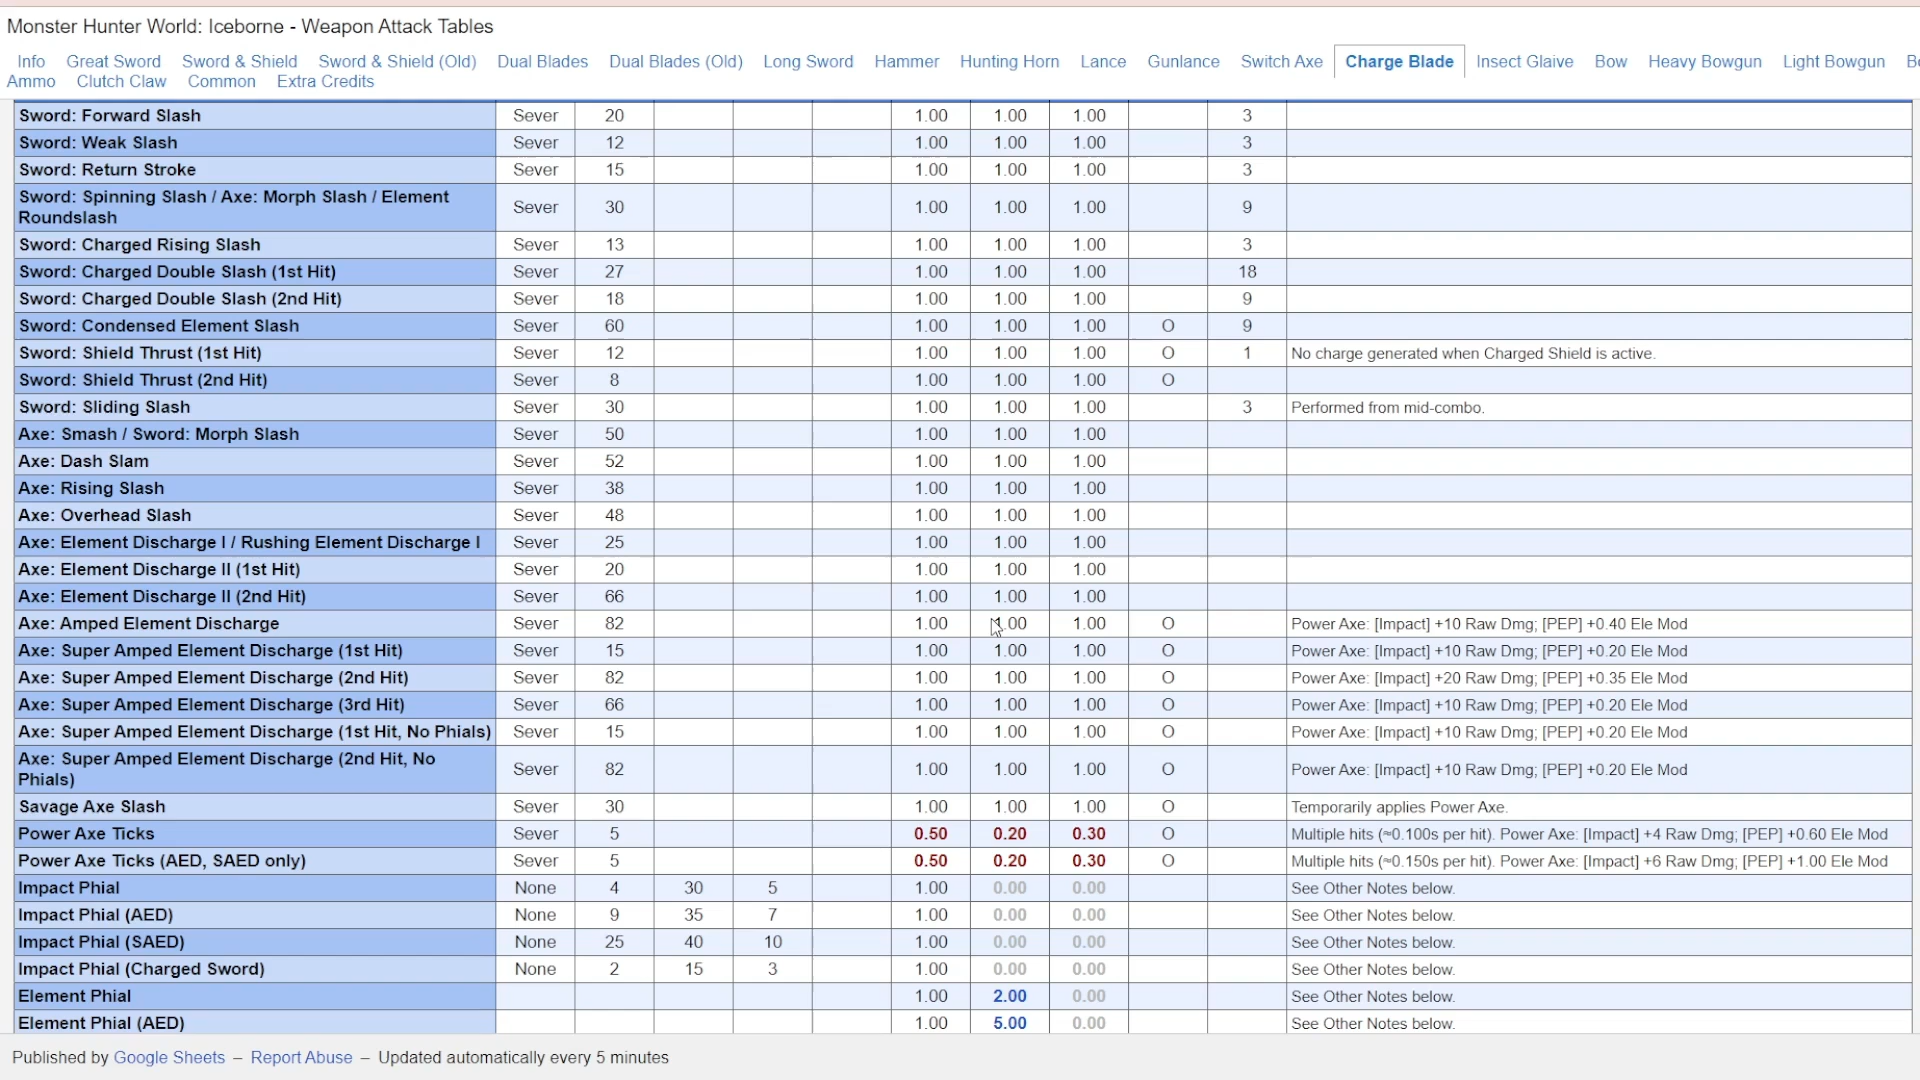 Monster Hunter World: Iceborne - Weapon Attack Tables
Info Great Sword Sword & Shield Sword & Shield (Old) Dual Blades Dual Blades (Old) Long Sword Hammer Hunting Horn Lance Gunlance Switch Axe Charge Blade Insect Glaive Bow Heavy Bowgun Light Bowgun
Ammo Clutch Claw Common Extra Credits
Sword: Forward Slash Sever 20 1.00 1.00 1.00 3
Sword: Weak Slash Sever 12 1.00 1.00 1.00 3
Sword: Return Stroke Sever 15 1.00 1.00 1.00 3
Sword: Spinning Slash / Axe: Morph Slash / Element
Roundslash Sever 30 1.00 1.00 1.00 9
Sword: Charged Rising Slash Sever 13 1.00 1.00 1.00 3
Sword: Charged Double Slash (1st Hit) Sever 27 1.00 1.00 1.00 18
Sword: Charged Double Slash (2nd Hit) Sever 18 1.00 1.00 1.00 9
Sword: Condensed Element Slash Sever 60 1.00 1.00 1.00 O 9
Sword: Shield Thrust (1st Hit) Sever 12 1.00 1.00 1.00 O 1 No charge generated when Charged Shield is active.
Sword: Shield Thrust (2nd Hit) Sever 8 1.00 1.00 1.00 O
Sword: Sliding Slash Sever 30 1.00 1.00 1.00 3 Performed from mid-combo.
Axe: Smash / Sword: Morph Slash Sever 50 1.00 1.00 1.00
Axe: Dash Slam Sever 52 1.00 1.00 1.00
Axe: Rising Slash Sever 38 1.00 1.00 1.00
Axe: Overhead Slash Sever 48 1.00 1.00 1.00
Axe: Element Discharge I / Rushing Element Discharge I Sever 25 1.00 1.00 1.00
Axe: Element Discharge II (1st Hit) Sever 20 1.00 1.00 1.00
Axe: Element Discharge II (2nd Hit) Sever 66 1.00 1.00 1.00
Axe: Amped Element Discharge Sever 82 1.00 1.00 1.00 O Power Axe: [Impact] +10 Raw Dmg; [PEP] +0.40 Ele Mod
Axe: Super Amped Element Discharge (1st Hit) Sever 15 1.00 1.00 1.00 O Power Axe: [Impact] +10 Raw Dmg; [PEP] +0.20 Ele Mod
Axe: Super Amped Element Discharge (2nd Hit) Sever 82 1.00 1.00 1.00 O Power Axe: [Impact] +20 Raw Dmg; [PEP] +0.35 Ele Mod
Axe: Super Amped Element Discharge (3rd Hit) Sever 66 1.00 1.00 1.00 O Power Axe: [Impact] +10 Raw Dmg; [PEP] +0.20 Ele Mod
Axe: Super Amped Element Discharge (1st Hit, No Phials) Sever 15 1.00 1.00 1.00 O Power Axe: [Impact] +10 Raw Dmg; [PEP] +0.20 Ele Mod
Axe: Super Amped Element Discharge (2nd Hit, No
Phials) Sever 82 1.00 1.00 1.00 O Power Axe: [Impact] +10 Raw Dmg; [PEP] +0.20 Ele Mod
Savage Axe Slash Sever 30 1.00 1.00 1.00 O Temporarily applies Power Axe.
Power Axe Ticks Sever 5 0.50 0.20 0.30 O Multiple hits (≈0.100s per hit). Power Axe: [Impact] +4 Raw Dmg; [PEP] +0.60 Ele Mod
Power Axe Ticks (AED, SAED only) Sever 5 0.50 0.20 0.30 O Multiple hits (≈0.150s per hit). Power Axe: [Impact] +6 Raw Dmg; [PEP] +1.00 Ele Mod
Impact Phial None 4 30 5 1.00 0.00 0.00 See Other Notes below.
Impact Phial (AED) None 9 35 7 1.00 0.00 0.00 See Other Notes below.
Impact Phial (SAED) None 25 40 10 1.00 0.00 0.00 See Other Notes below.
Impact Phial (Charged Sword) None 2 15 3 1.00 0.00 0.00 See Other Notes below.
Element Phial 1.00 2.00 0.00 See Other Notes below.
Element Phial (AED) 1.00 5.00 0.00 See Other Notes below.
Published by Google Sheets – Report Abuse – Updated automatically every 5 minutes